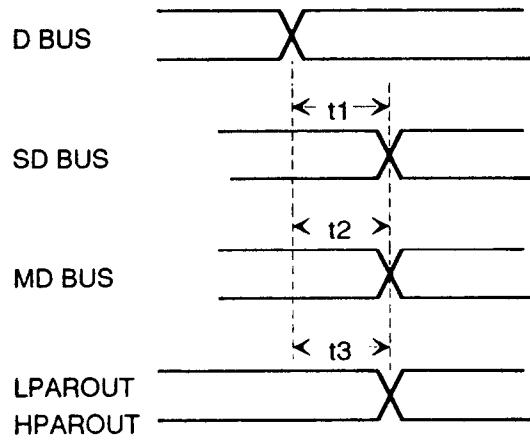 D BUS
t1
SD BUS
t2
MD BUS
t3
LPAROUT
HPAROUT